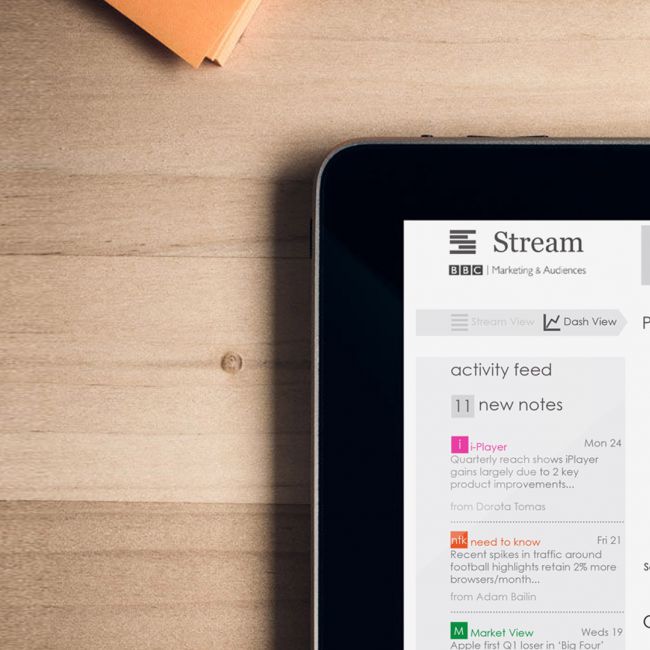 Stream
BBC | Marketing & Audiences
Stream View Dash View
activity feed
11 new notes
i i-Player Mon 24
Quarterly reach shows iPlayer
gains largely due to 2 key
product improvements...
from Dorota Tomas
nfk need to know Fri 21
Recent spikes in traffic around
football highlights retain 2% more
browsers/month...
from Adam Bailin
M Market View Weds 19
Apple first Q1 loser in 'Big Four'